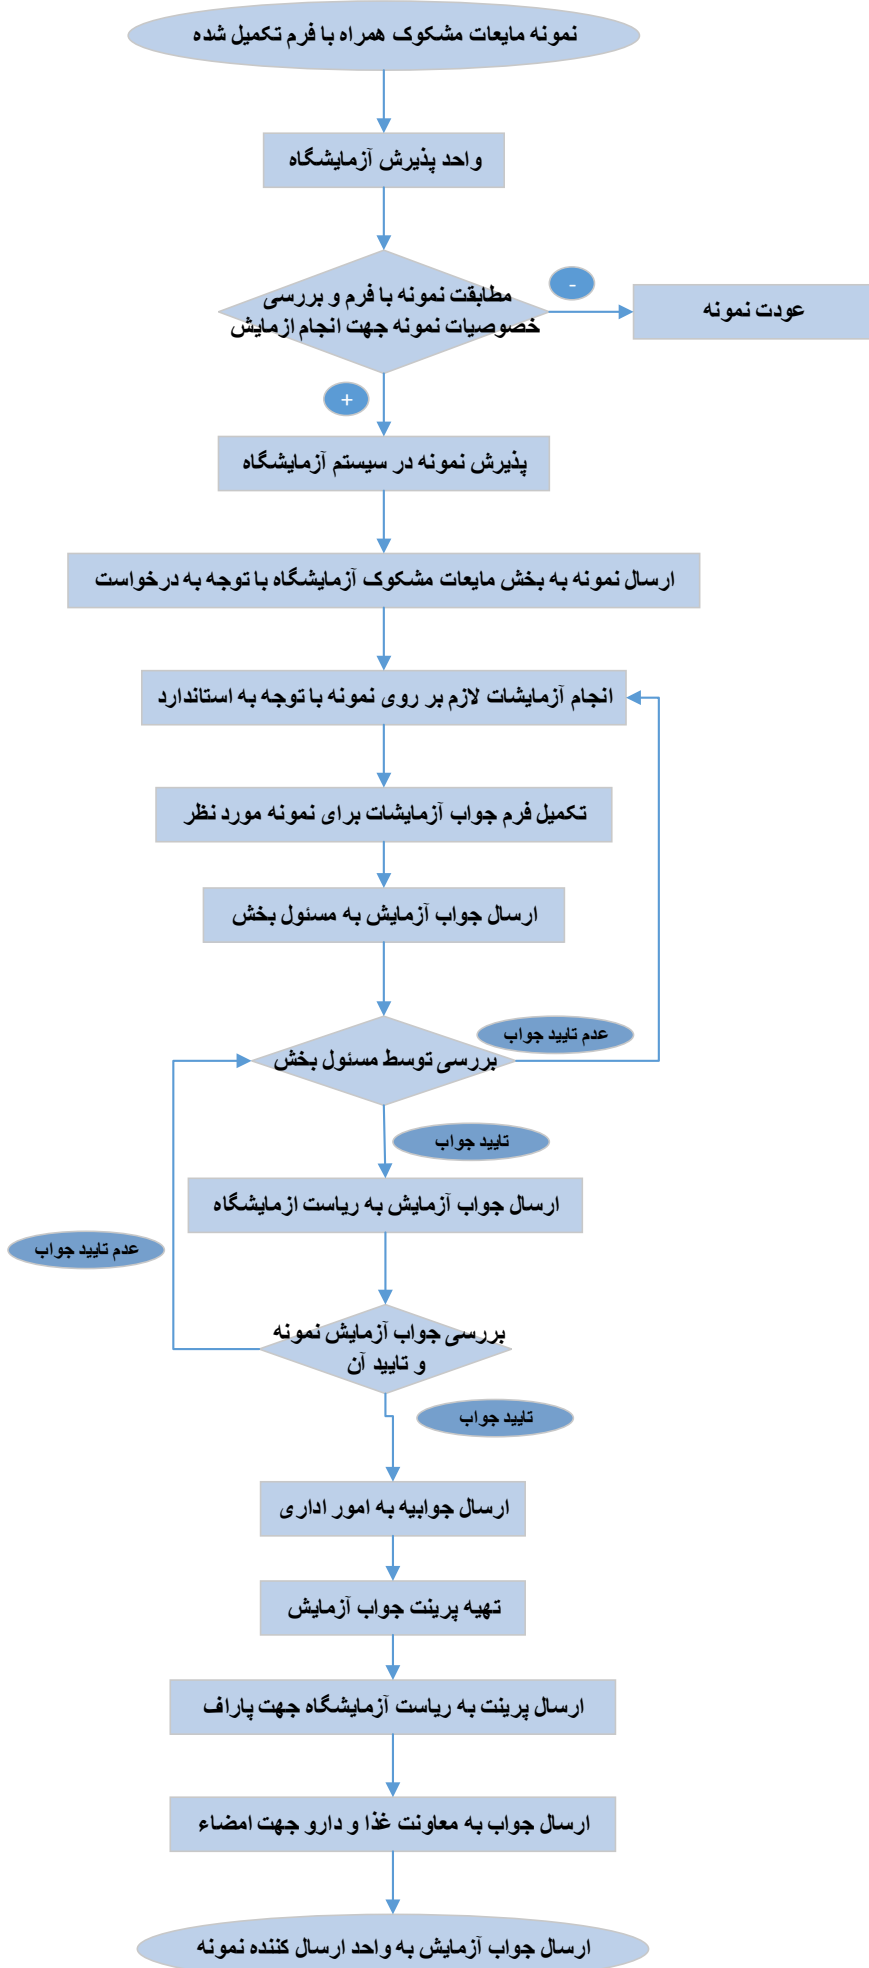 نمونه مایعات مشکوک همراه با فرم تکمیل شده
واحد پذیرش آزمایشگاه
مطابقت نمونه با فرم و بررسی
خصوصیات نمونه جهت انجام ازمایش
-
عودت نمونه
+
پذیرش نمونه در سیستم آزمایشگاه
ارسال نمونه به بخش مایعات مشکوک آزمایشگاه با توجه به درخواست
انجام آزمایشات لازم بر روی نمونه با توجه به استاندارد
تکمیل فرم جواب آزمایشات برای نمونه مورد نظر
ارسال جواب آزمایش به مسئول بخش
عدم تایید جواب
بررسی توسط مسئول بخش
تایید جواب
ارسال جواب آزمایش به ریاست ازمایشگاه
عدم تایید جواب
بررسی جواب آزمایش نمونه
و تایید آن
تایید جواب
ارسال جوابیه به امور اداری
تهیه پرینت جواب آزمایش
ارسال پرینت به ریاست آزمایشگاه جهت پاراف
ارسال جواب به معاونت غذا و دارو جهت امضاء
ارسال جواب آزمایش به واحد ارسال کننده نمونه